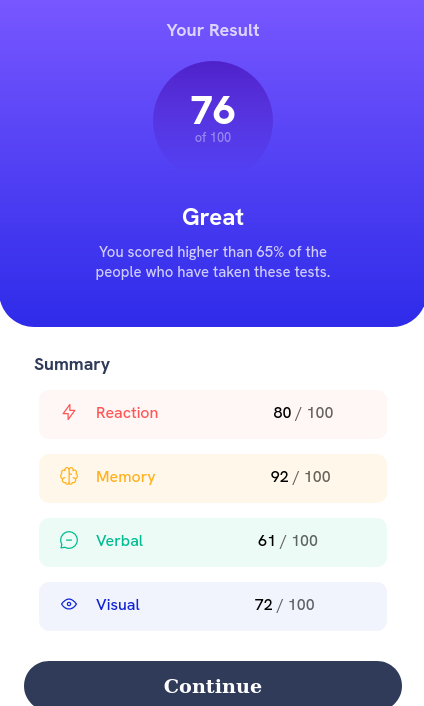 Your Result
76
of 100
Great
You scored higher than 65% of the
people who have taken these tests.
Summary
Reaction 80 / 100
Memory 92 / 100
Verbal 61 / 100
Visual 72 / 100
Continue